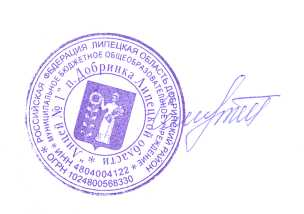 РОССИЙСКАЯ ФЕДЕРАЦИЯ ЛИПЕЦКАЯ ОБЛАСТЬ ДОБРИНСКИЙ РАЙОН
МУНИЦИПАЛЬНОЕ БЮДЖЕТНОЕ ОБЩЕОБРАЗОВАТЕЛЬНОЕ УЧРЕЖДЕНИЕ
* ИНН 4804004122 * ОГРН 1024800568330
"Лицей № 1" п. Добринка Липецкой области *